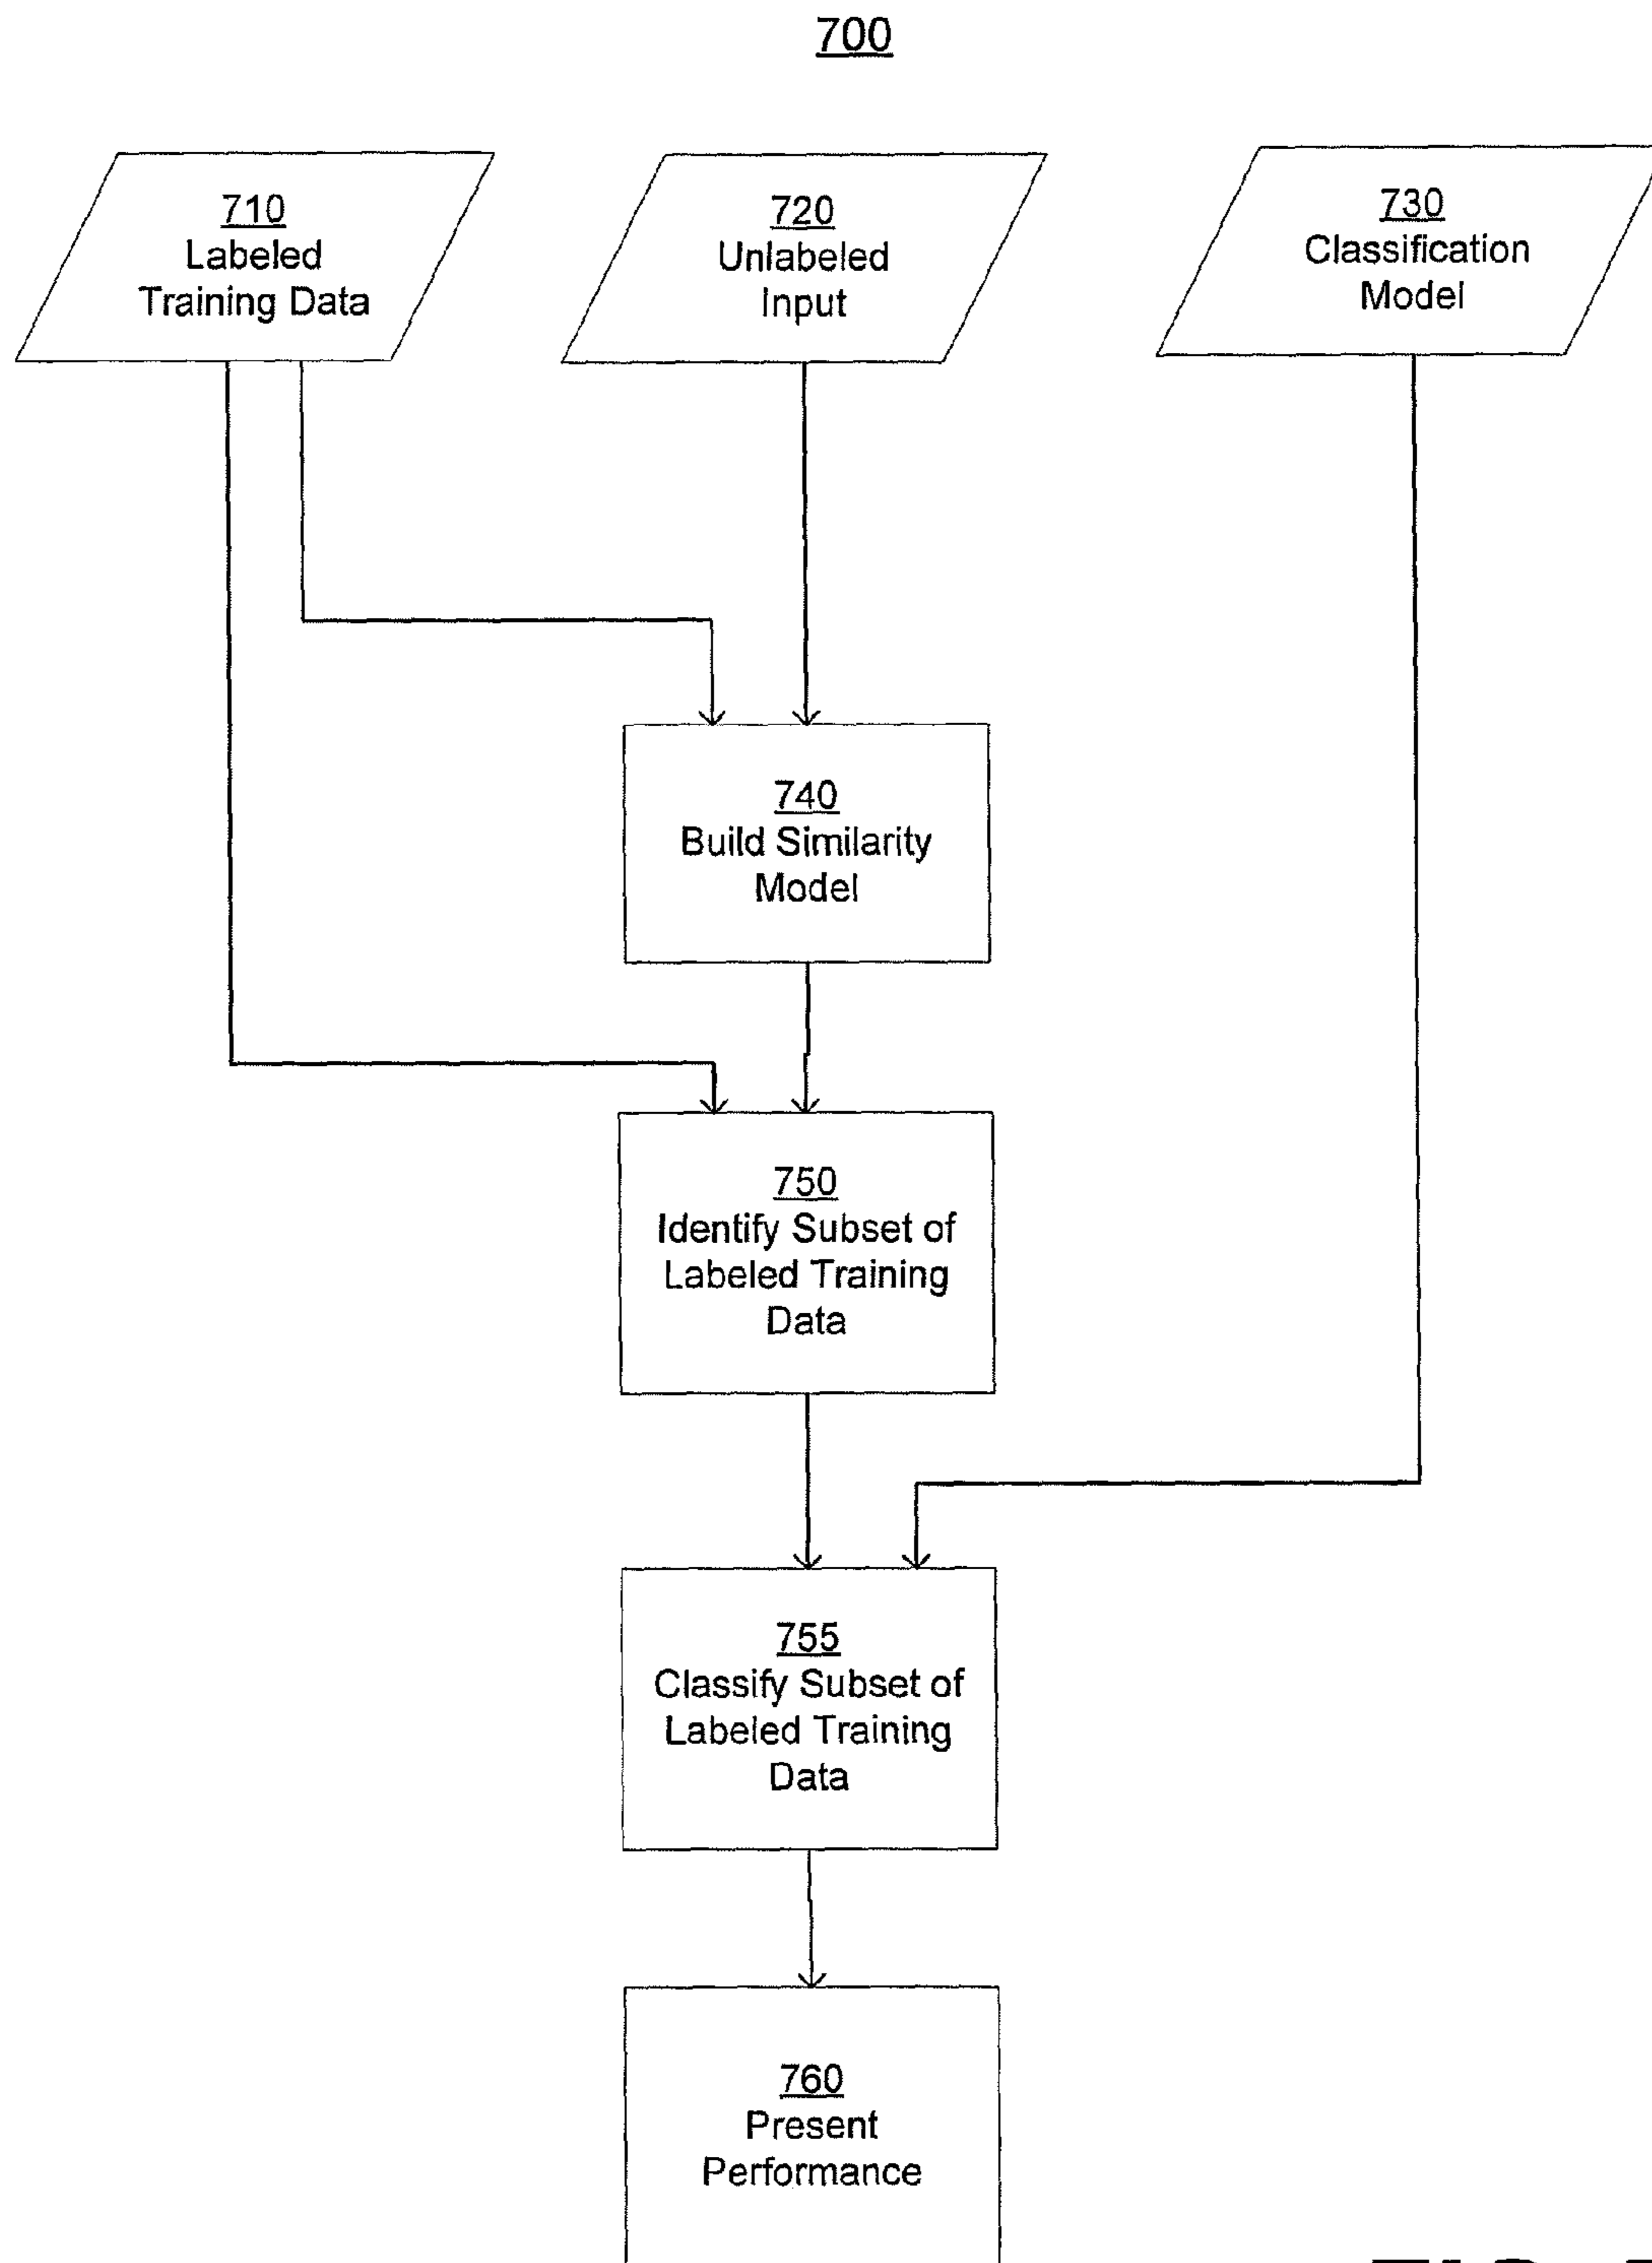 700
710
Labeled
Training Data
720
Unlabeled
Input
730
Classification
Model
740
Build Similarity
Model
750
Identify Subset of
Labeled Training
Data
755
Classify Subset of
Labeled Training
Data
760
Present
Performance